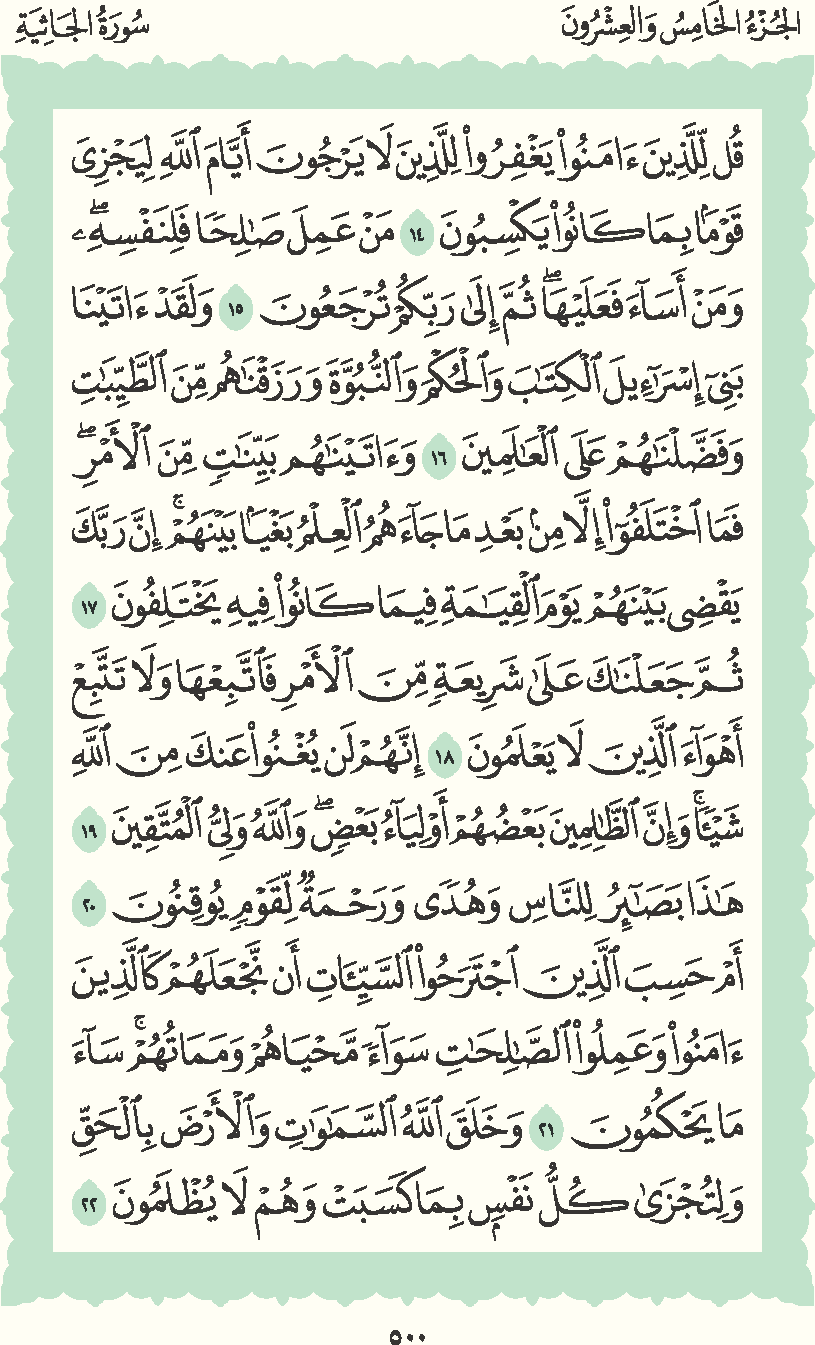 الجُزْءُ الخَامِسُ وَالعِشْرُونَ
سُورَةُ الجَاثِيَةِ
قُل لِّلَّذِينَ ءَامَنُوا۟ يَغْفِرُوا۟ لِلَّذِينَ لَا يَرْجُونَ أَيَّامَ ٱللَّهِ لِيَجْزِىَ
قَوْمًۢا بِمَا كَانُوا۟ يَكْسِبُونَ ١٤ مَنْ عَمِلَ صَٰلِحًا فَلِنَفْسِهِۦ ۖ
وَمَنْ أَسَآءَ فَعَلَيْهَا ۖ ثُمَّ إِلَىٰ رَبِّكُمْ تُرْجَعُونَ ١٥ وَلَقَدْ ءَاتَيْنَا
بَنِىٓ إِسْرَٰٓءِيلَ ٱلْكِتَٰبَ وَٱلْحُكْمَ وَٱلنُّبُوَّةَ وَرَزَقْنَٰهُم مِّنَ ٱلطَّيِّبَٰتِ
وَفَضَّلْنَٰهُمْ عَلَى ٱلْعَٰلَمِينَ ١٦ وَءَاتَيْنَٰهُم بَيِّنَٰتٍ مِّنَ ٱلْأَمْرِ ۖ
فَمَا ٱخْتَلَفُوٓا۟ إِلَّا مِنۢ بَعْدِ مَا جَآءَهُمُ ٱلْعِلْمُ بَغْيًۢا بَيْنَهُمْ ۚ إِنَّ رَبَّكَ
يَقْضِى بَيْنَهُمْ يَوْمَ ٱلْقِيَٰمَةِ فِيمَا كَانُوا۟ فِيهِ يَخْتَلِفُونَ ١٧
ثُمَّ جَعَلْنَٰكَ عَلَىٰ شَرِيعَةٍ مِّنَ ٱلْأَمْرِ فَٱتَّبِعْهَا وَلَا تَتَّبِعْ
أَهْوَآءَ ٱلَّذِينَ لَا يَعْلَمُونَ ١٨ إِنَّهُمْ لَن يُغْنُوا۟ عَنكَ مِنَ ٱللَّهِ
شَيْـًٔا ۚ وَإِنَّ ٱلظَّٰلِمِينَ بَعْضُهُمْ أَوْلِيَآءُ بَعْضٍ ۖ وَٱللَّهُ وَلِىُّ ٱلْمُتَّقِينَ ١٩
هَٰذَا بَصَٰٓئِرُ لِلنَّاسِ وَهُدًى وَرَحْمَةٌ لِّقَوْمٍ يُوقِنُونَ ٢٠
أَمْ حَسِبَ ٱلَّذِينَ ٱجْتَرَحُوا۟ ٱلسَّيِّـَٔاتِ أَن نَّجْعَلَهُمْ كَٱلَّذِينَ
ءَامَنُوا۟ وَعَمِلُوا۟ ٱلصَّٰلِحَٰتِ سَوَآءً مَّحْيَاهُمْ وَمَمَاتُهُمْ ۚ سَآءَ
مَا يَحْكُمُونَ ٢١ وَخَلَقَ ٱللَّهُ ٱلسَّمَٰوَٰتِ وَٱلْأَرْضَ بِٱلْحَقِّ
وَلِتُجْزَىٰ كُلُّ نَفْسٍۭ بِمَا كَسَبَتْ وَهُمْ لَا يُظْلَمُونَ ٢٢
٥٠٠